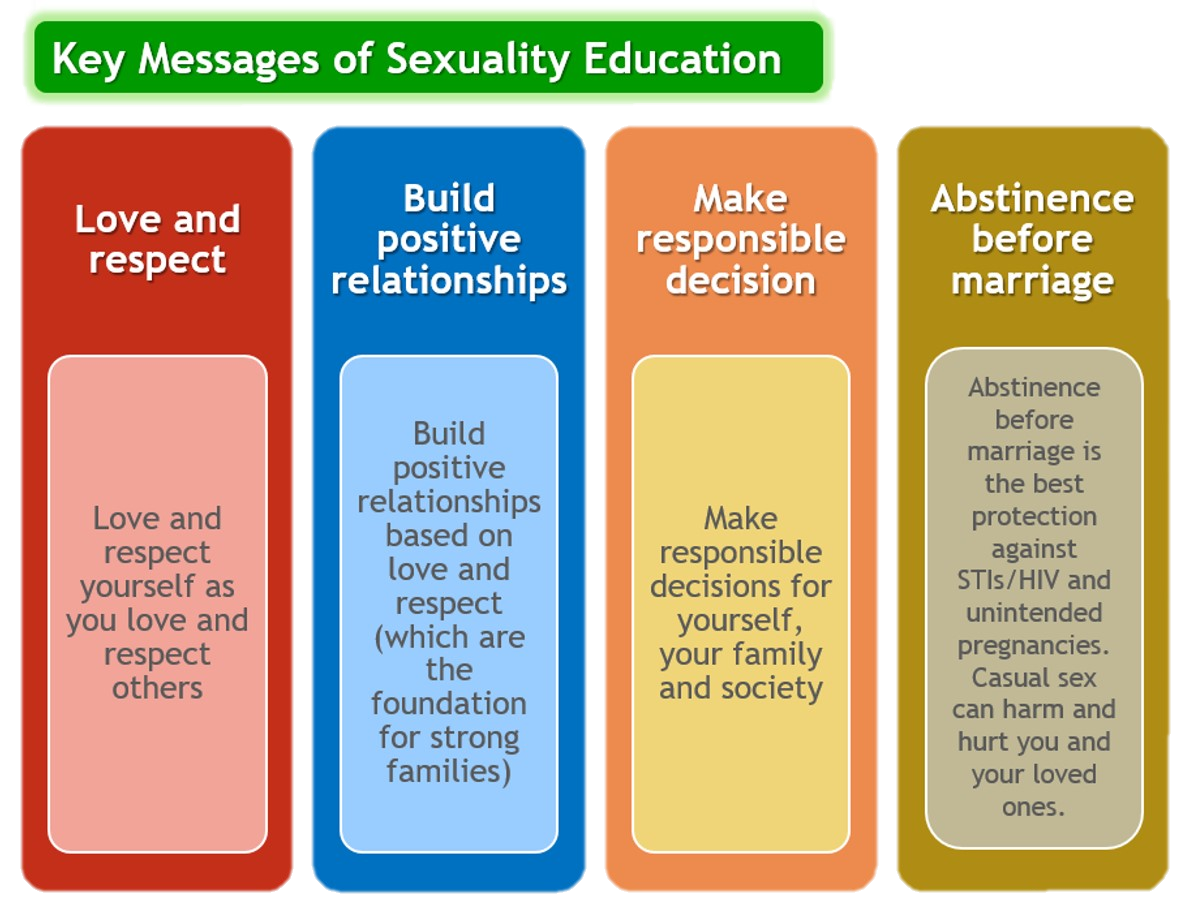 Key Messages of Sexuality Education
Love and
respect
Love and
respect
yourself as
you love and
respect
others
Build
positive
relationships
Build
positive
relationships
based on
love and
respect
(which are
the
foundation
for strong
families)
Make
responsible
decision
Make
responsible
decisions for
yourself,
your family
and society
Abstinence
before
marriage
Abstinence
before
marriage is
the best
protection
against
STIs/HIV and
unintended
pregnancies.
Casual sex
can harm and
hurt you and
your loved
ones.